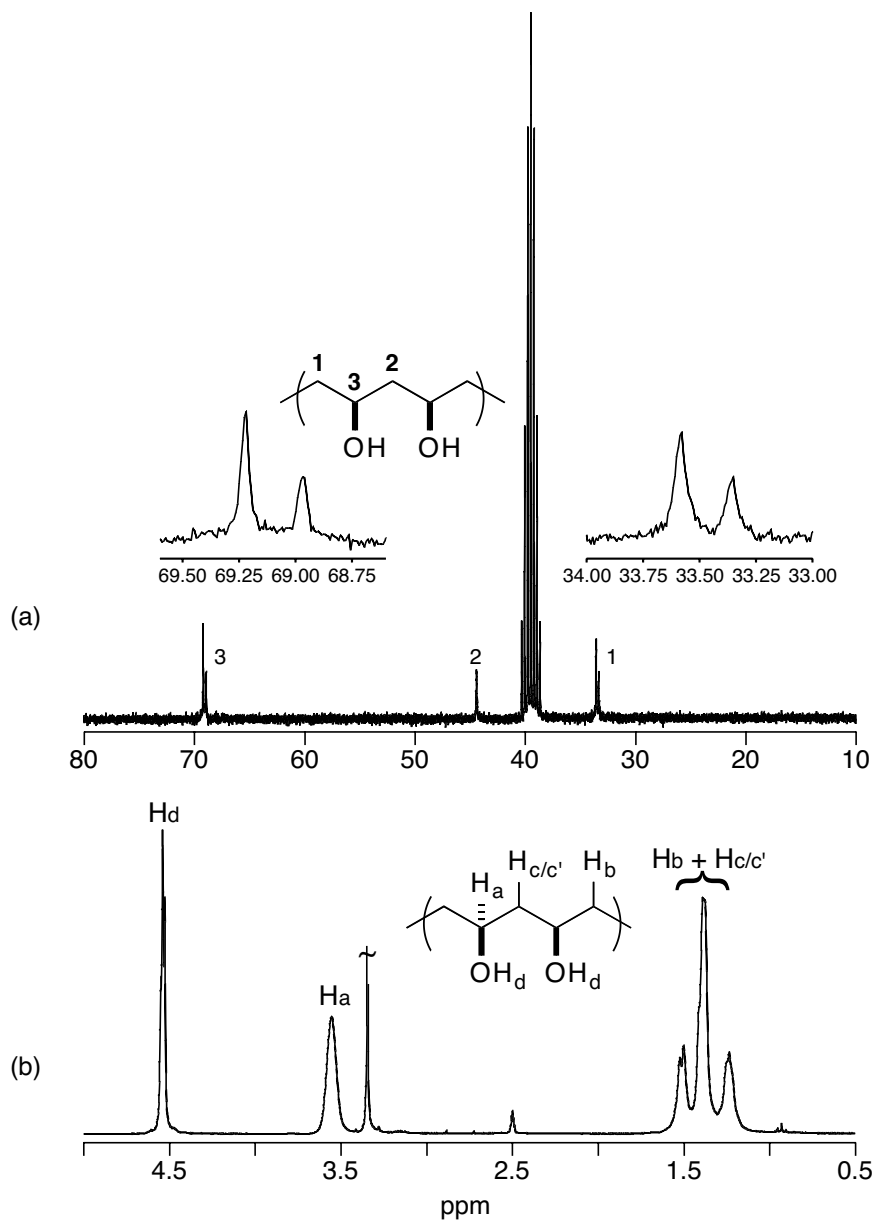 1
2
3
OH OH
69.50 69.25 69.00 68.75
34.00 33.75 33.50 33.25 33.00
(a)
3
2
1
80 70 60 50 40 30 20 10
Hd
Hb + Hc/c'
Hc/c'
Hb
Ha
OHd OHd
~
Ha
(b)
4.5 3.5 2.5 1.5 0.5
ppm